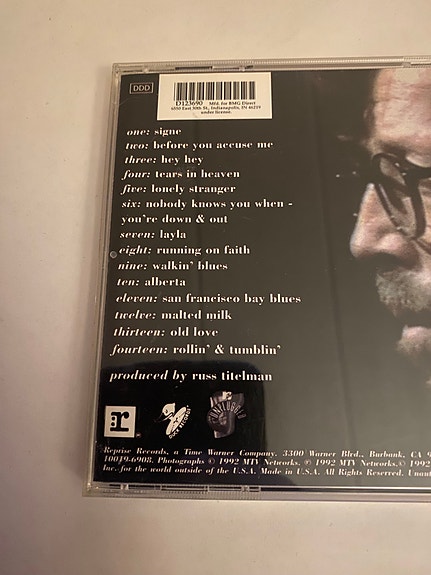 DDD
D123690 Mfd. for BMG Direct
6550 East 30th St., Indianapolis, IN 46219
under license.
one: signe
two: before you accuse me
three: hey hey
four: tears in heaven
five: lonely stranger
six: nobody knows you when -
you're down & out
seven: layla
eight: running on faith
nine: walkin' blues
ten: alberta
eleven: san francisco bay blues
twelve: malted milk
thirteen: old love
fourteen: rollin' & tumblin'
produced by russ titelman
r
UNPLUGGED
Reprise Records, a Time Warner Company. 3300 Warner Blvd., Burbank, CA 9
10019-6908. Photographs © 1992 MTV Networks. ℗ 1992 MTV Networks, © 1992
Inc. for the world outside of the U.S.A. Made in U.S.A. All Rights Reserved. Unaut